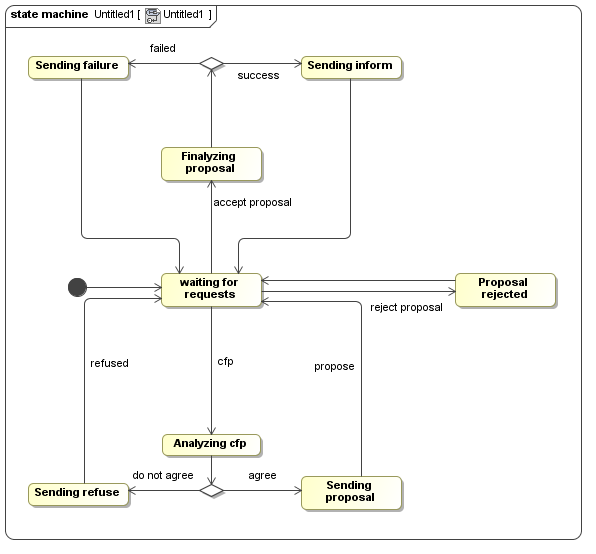 state machine Untitled1 [ Untitled1 ]
failed
Sending failure
Sending inform
success
Finalyzing
proposal
accept proposal
waiting for
requests
Proposal
rejected
reject proposal
refused
cfp
propose
Analyzing cfp
do not agree
agree
Sending refuse
Sending
proposal